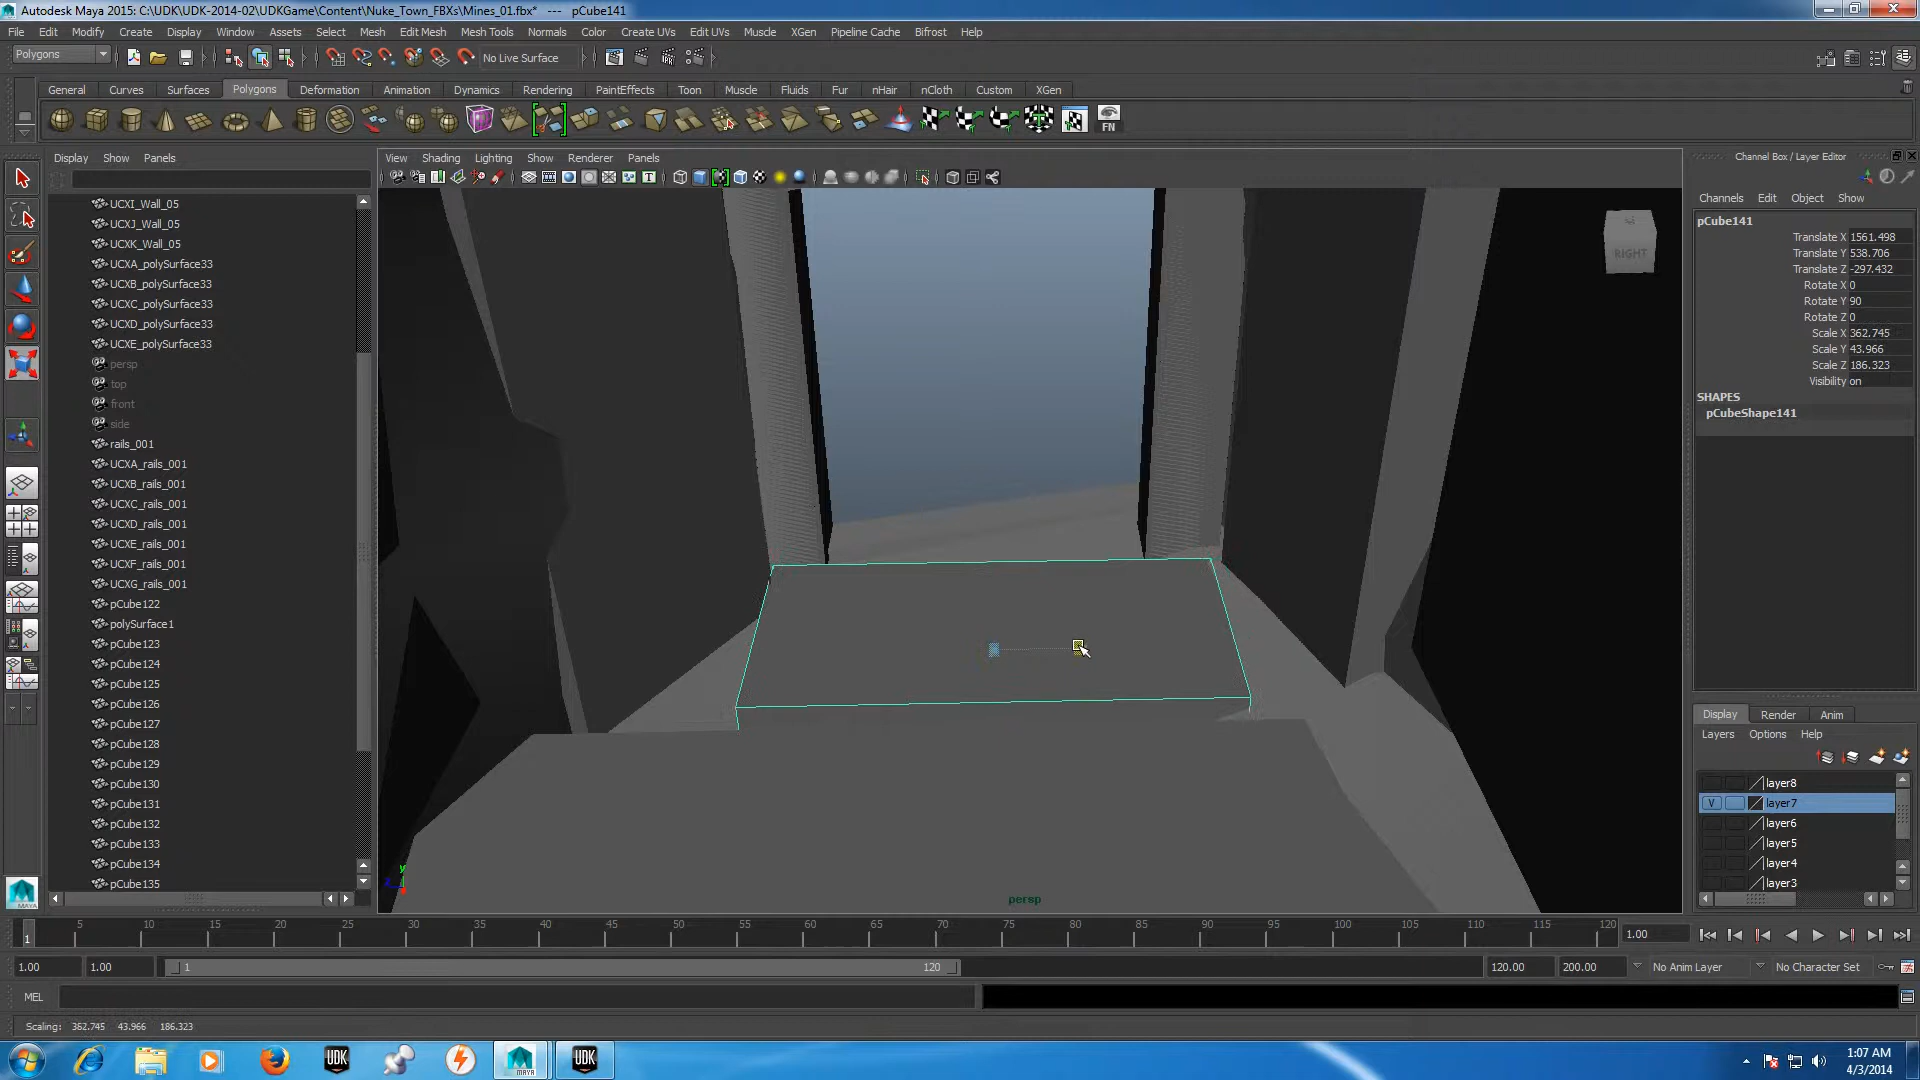 Autodesk Maya 2015: C:\UDK\UDK-2014-02\UDKGame\Content\Nuke_Town_FBXs\Mines_01.fbx* --- pCube141
File Edit Modify Create Display Window Assets Select Mesh Edit Mesh Mesh Tools Normals Color Create UVs Edit UVs Muscle XGen Pipeline Cache Bifrost Help
Polygons
No Live Surface
General Curves Surfaces Polygons Deformation Animation Dynamics Rendering PaintEffects Toon Muscle Fluids Fur nHair nCloth Custom XGen
FN
Display Show Panels
View Shading Lighting Show Renderer Panels
Channel Box / Layer Editor
Channels Edit Object Show
pCube141
Translate X 1561.498
Translate Y 538.706
Translate Z -297.432
Rotate X 0
Rotate Y 90
Rotate Z 0
Scale X 362.745
Scale Y 43.966
Scale Z 186.323
Visibility on
SHAPES
pCubeShape141
UCXI_Wall_05
UCXJ_Wall_05
UCXK_Wall_05
UCXA_polySurface33
UCXB_polySurface33
UCXC_polySurface33
UCXD_polySurface33
UCXE_polySurface33
persp
top
front
side
rails_001
UCXA_rails_001
UCXB_rails_001
UCXC_rails_001
UCXD_rails_001
UCXE_rails_001
UCXF_rails_001
UCXG_rails_001
pCube122
polySurface1
pCube123
pCube124
pCube125
pCube126
pCube127
pCube128
pCube129
pCube130
pCube131
pCube132
pCube133
pCube134
pCube135
RIGHT
y
z
persp
Display Render Anim
Layers Options Help
layer8
V layer7
layer6
layer5
layer4
layer3
MAYA
1 5 10 15 20 25 30 35 40 45 50 55 60 65 70 75 80 85 90 95 100 105 110 115 120
1.00
1.00 1.00 1 120 120.00 200.00 No Anim Layer No Character Set
MEL
Scaling: 362.745 43.966 186.323
UDK MAYA UDK
1:07 AM
4/3/2014